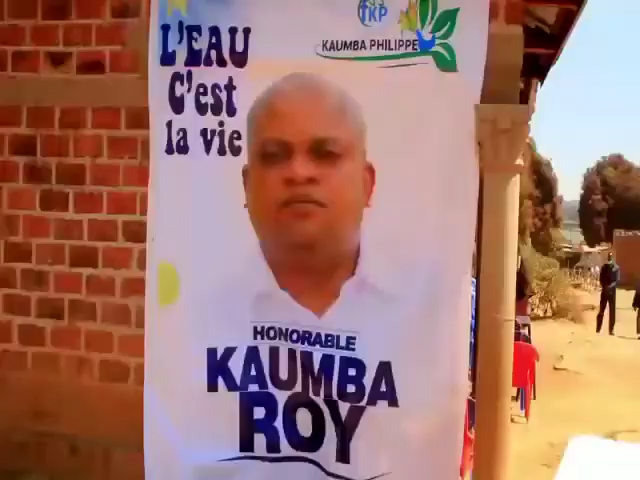 L'EAU
C'est
la vie
FKP
KAUMBA PHILIPPE
HONORABLE
KAUMBA
ROY